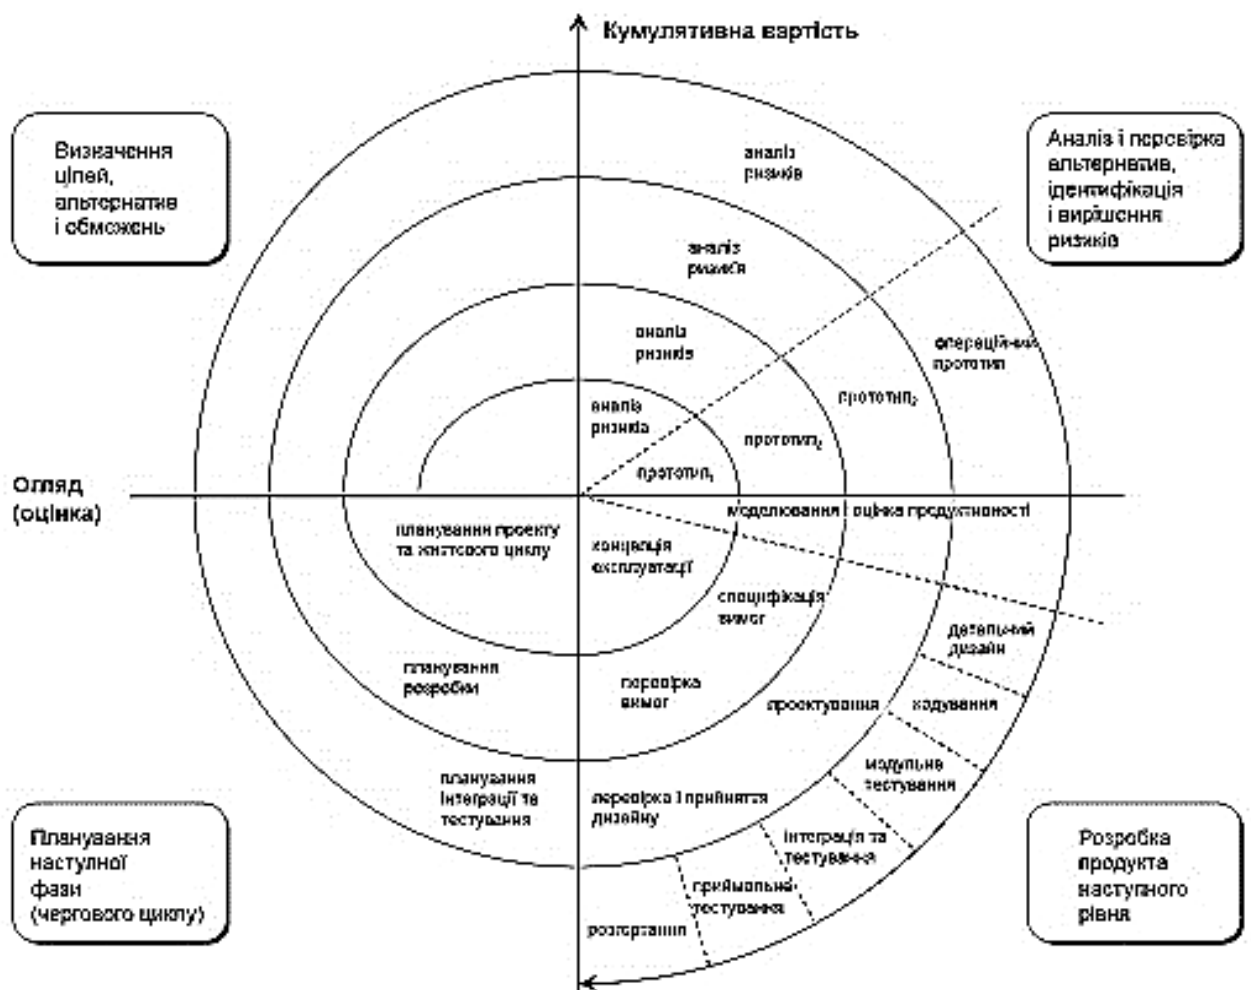 Кумулятивна вартість
Визначення
цілей,
альтернатив
і обмежень
Аналіз і перевірка
альтернатив,
ідентифікація
і вирішення
ризиків
аналіз
ризиків
аналіз
ризиків
аналіз
ризиків
аналіз
ризиків
операційний
прототип
прототип₃
прототип₂
прототип₁
Огляд
(оцінка)
моделювання і оцінка продуктивності
планування проекту
та життєвого циклу
концепція
експлуатації
специфікація
вимог
детальний
дизайн
планування
розробки
перевірка
вимог
проектування
кодування
модульне
тестування
планування
інтеграції та
тестування
перевірка і прийняття
дизайну
інтеграція та
тестування
приймальне
тестування
розгортання
Планування
наступної
фази
(чергового циклу)
Розробка
продукта
наступного
рівня